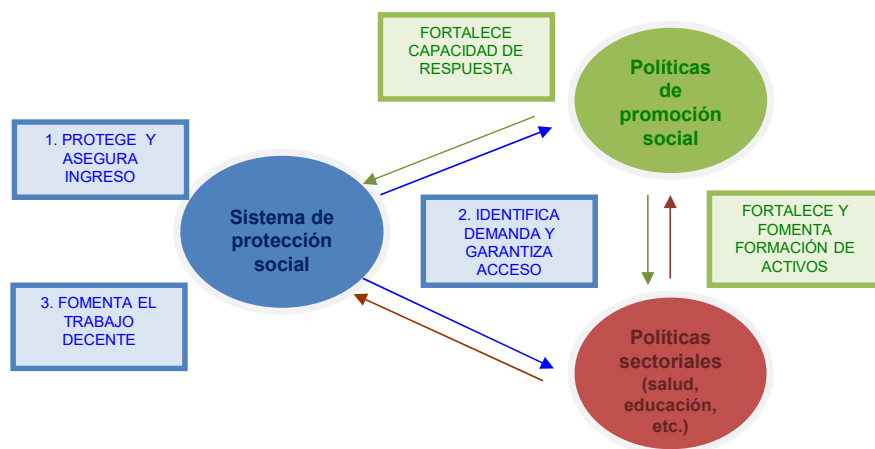 FORTALECE
CAPACIDAD DE
RESPUESTA
Políticas
de
promoción
social
1. PROTEGE Y
ASEGURA
INGRESO
Sistema de
protección
social
2. IDENTIFICA
DEMANDA Y
GARANTIZA
ACCESO
FORTALECE Y
FOMENTA
FORMACIÓN DE
ACTIVOS
3. FOMENTA EL
TRABAJO
DECENTE
Políticas
sectoriales
(salud,
educación,
etc.)